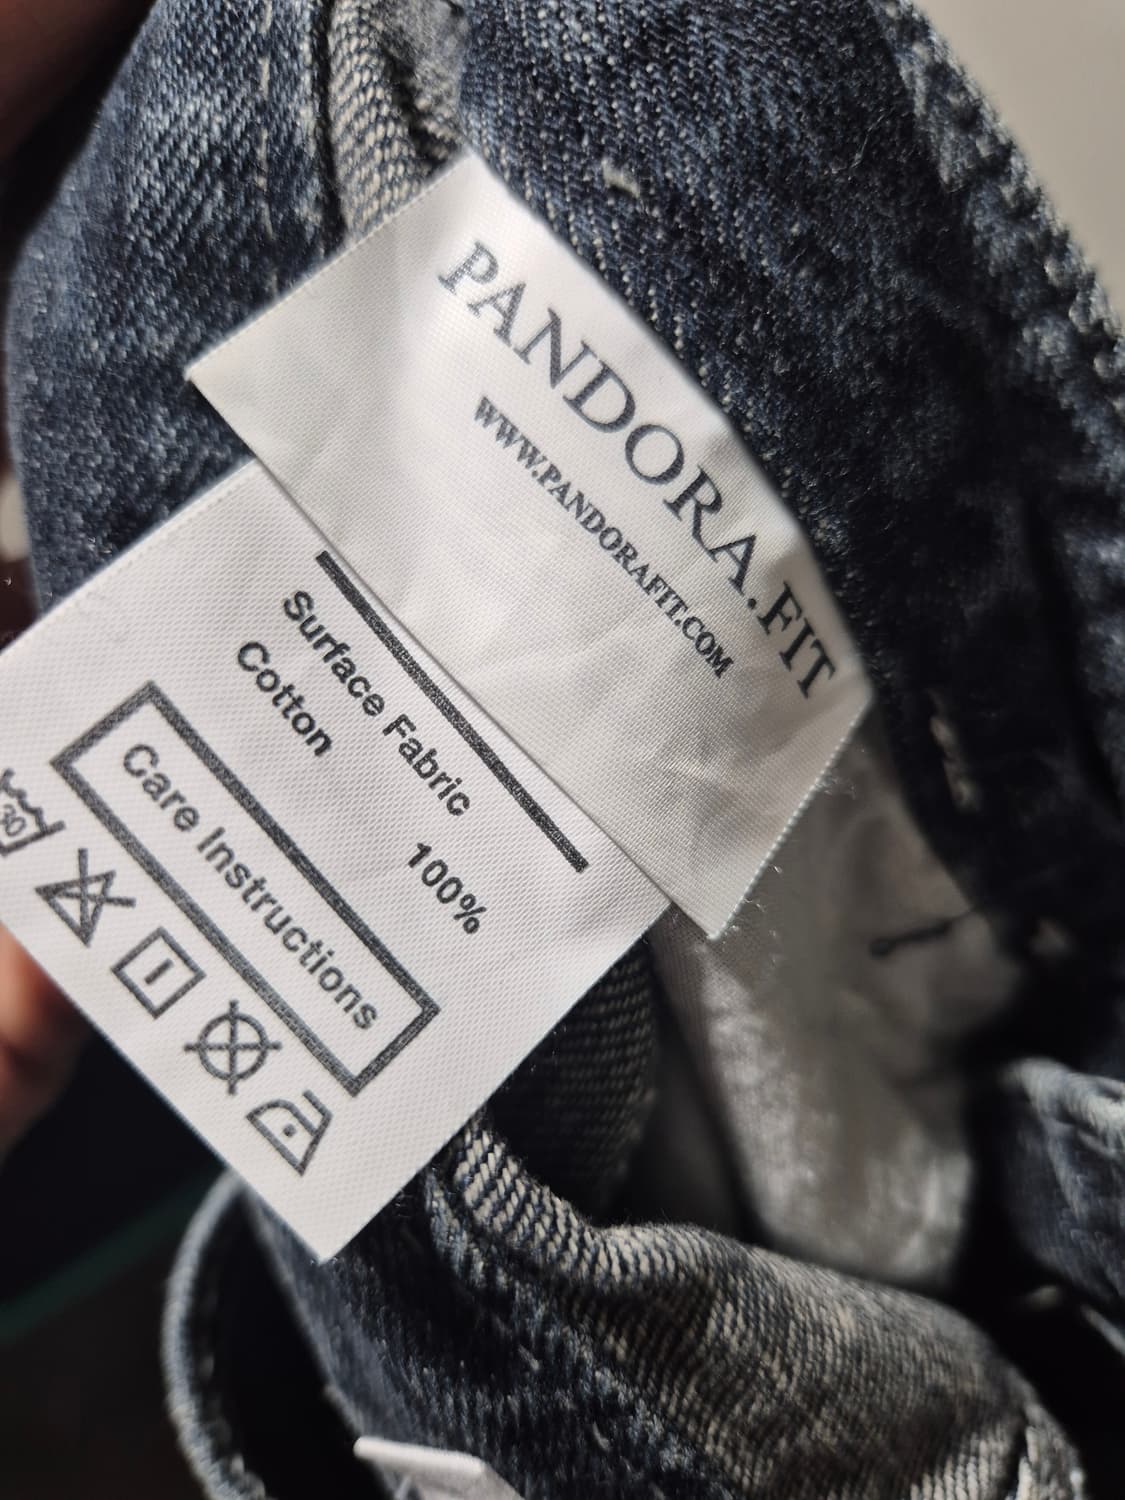 PANDORA.FIT
WWW.PANDORAFIT.COM
Surface Fabric
Cotton 100%
Care Instructions
30